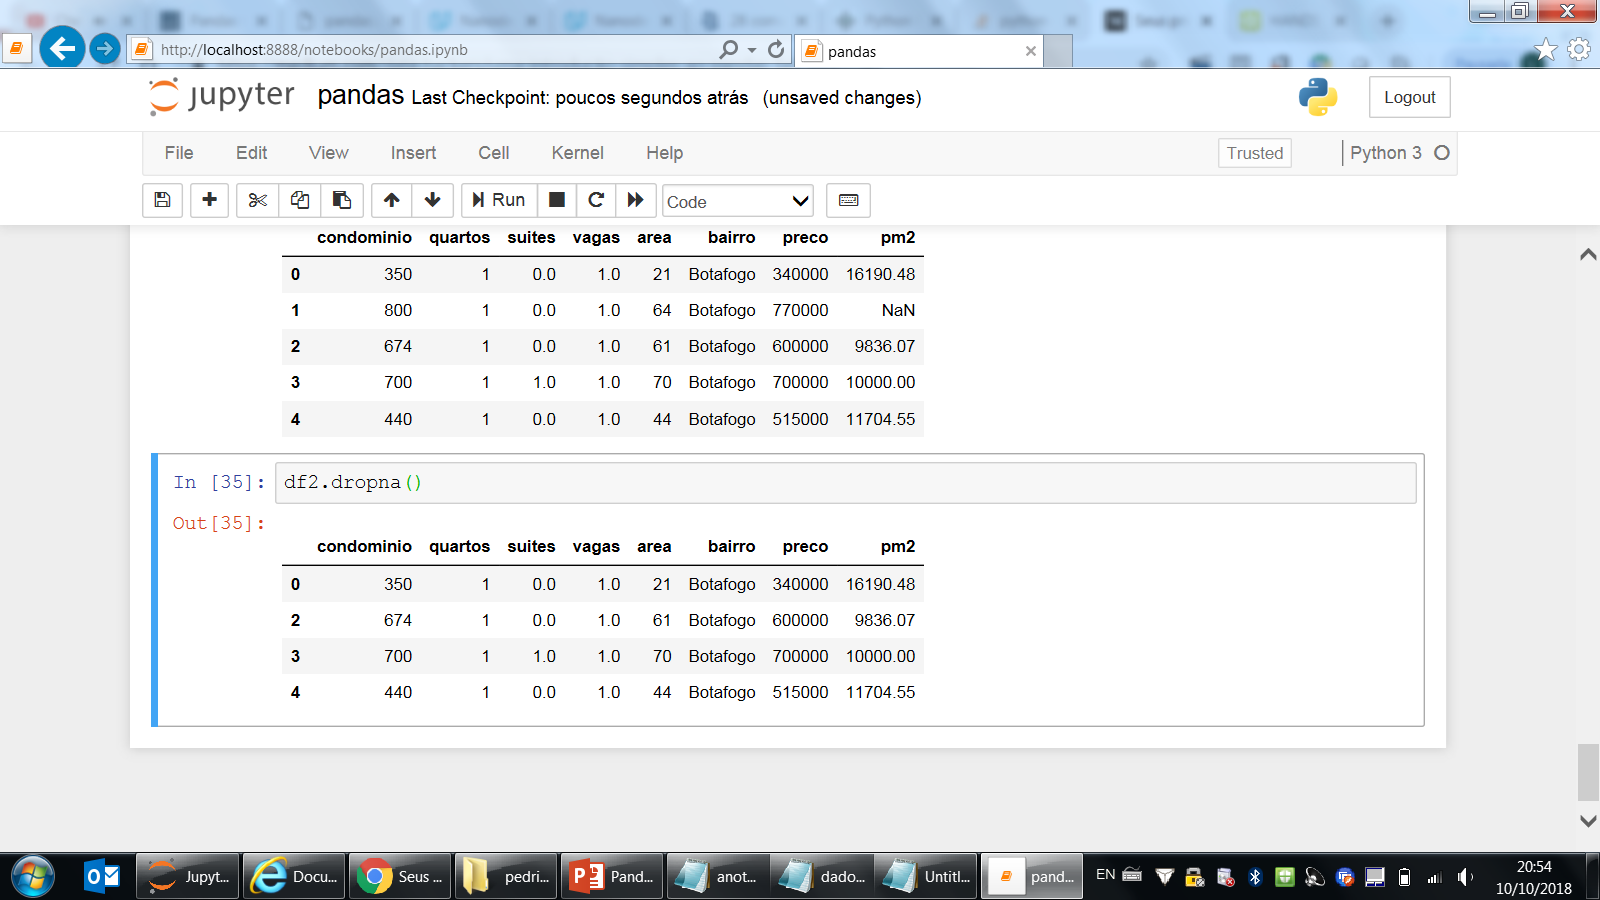 http://localhost:8888/notebooks/pandas.ipynb
pandas
jupyter pandas Last Checkpoint: poucos segundos atrás (unsaved changes)
Logout
File Edit View Insert Cell Kernel Help
Trusted
Python 3
Run
Code
condominio quartos suites vagas area bairro preco pm2
0 350 1 0.0 1.0 21 Botafogo 340000 16190.48
1 800 1 0.0 1.0 64 Botafogo 770000 NaN
2 674 1 0.0 1.0 61 Botafogo 600000 9836.07
3 700 1 1.0 1.0 70 Botafogo 700000 10000.00
4 440 1 0.0 1.0 44 Botafogo 515000 11704.55
In [35]: df2.dropna()
Out[35]:
condominio quartos suites vagas area bairro preco pm2
0 350 1 0.0 1.0 21 Botafogo 340000 16190.48
2 674 1 0.0 1.0 61 Botafogo 600000 9836.07
3 700 1 1.0 1.0 70 Botafogo 700000 10000.00
4 440 1 0.0 1.0 44 Botafogo 515000 11704.55
Jupyt...
Docu...
Seus ...
pedri...
Pand...
anot...
dado...
Untitl...
pand...
EN
20:54
10/10/2018